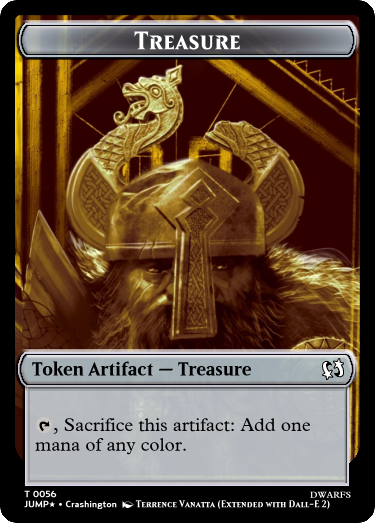 Treasure
Token Artifact — Treasure
, Sacrifice this artifact: Add one
mana of any color.
T 0056
DWARFS
JUMP★ • Crashington Terrence Vanatta (Extended with Dall-E 2)